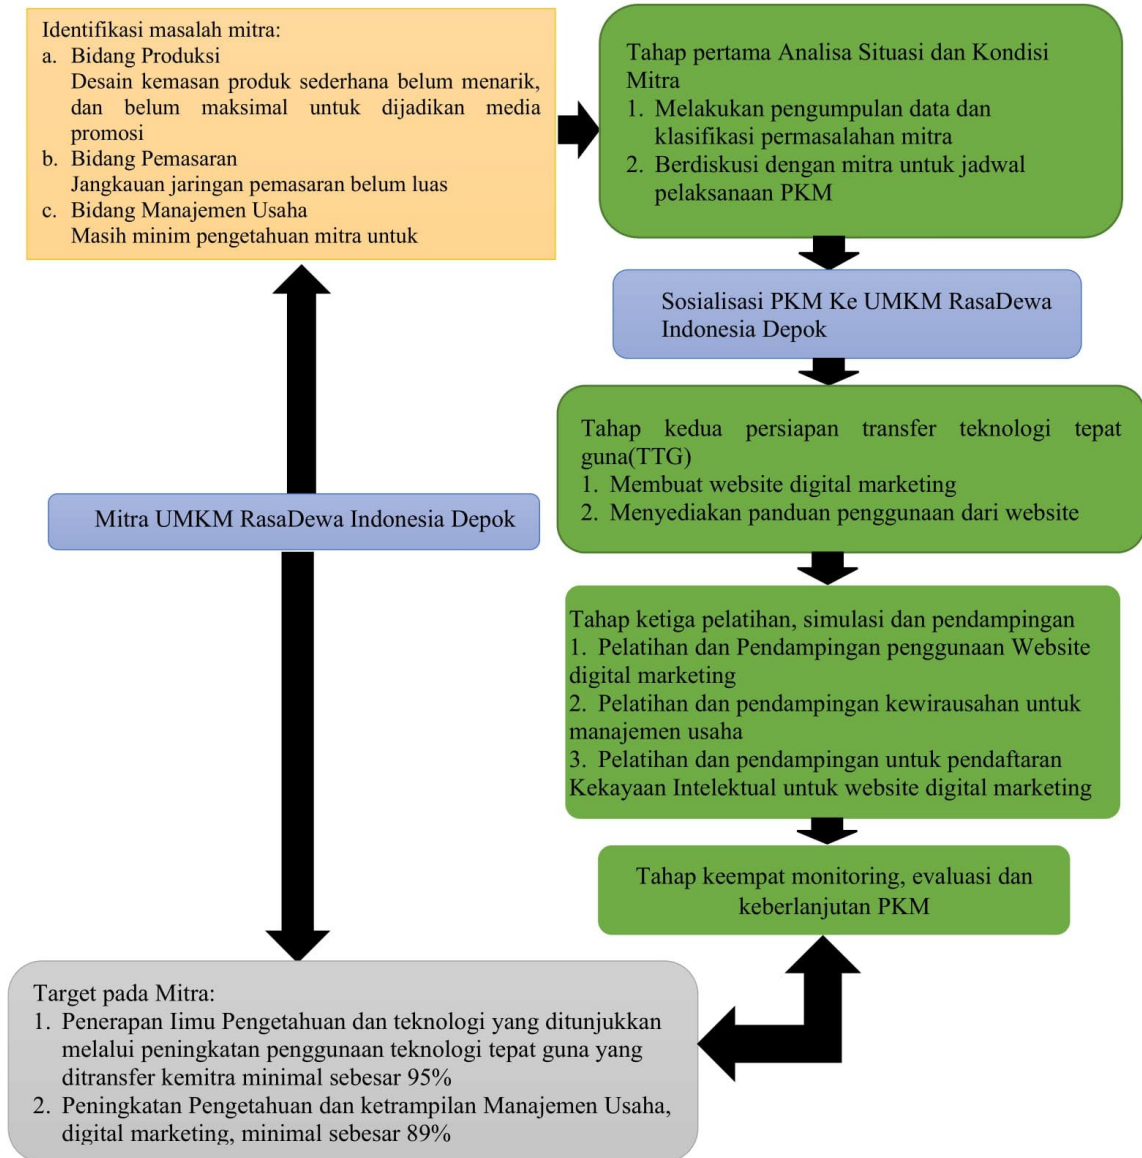 Identifikasi masalah mitra:
a. Bidang Produksi
Desain kemasan produk sederhana belum menarik,
dan belum maksimal untuk dijadikan media
promosi
b. Bidang Pemasaran
Jangkauan jaringan pemasaran belum luas
c. Bidang Manajemen Usaha
Masih minim pengetahuan mitra untuk
Tahap pertama Analisa Situasi dan Kondisi
Mitra
1. Melakukan pengumpulan data dan
klasifikasi permasalahan mitra
2. Berdiskusi dengan mitra untuk jadwal
pelaksanaan PKM
Sosialisasi PKM Ke UMKM RasaDewa
Indonesia Depok
Tahap kedua persiapan transfer teknologi tepat
guna(TTG)
1. Membuat website digital marketing
2. Menyediakan panduan penggunaan dari website
Mitra UMKM RasaDewa Indonesia Depok
Tahap ketiga pelatihan, simulasi dan pendampingan
1. Pelatihan dan Pendampingan penggunaan Website
digital marketing
2. Pelatihan dan pendampingan kewirausahan untuk
manajemen usaha
3. Pelatihan dan pendampingan untuk pendaftaran
Kekayaan Intelektual untuk website digital marketing
Tahap keempat monitoring, evaluasi dan
keberlanjutan PKM
Target pada Mitra:
1. Penerapan Iimu Pengetahuan dan teknologi yang ditunjukkan
melalui peningkatan penggunaan teknologi tepat guna yang
ditransfer kemitra minimal sebesar 95%
2. Peningkatan Pengetahuan dan ketrampilan Manajemen Usaha,
digital marketing, minimal sebesar 89%